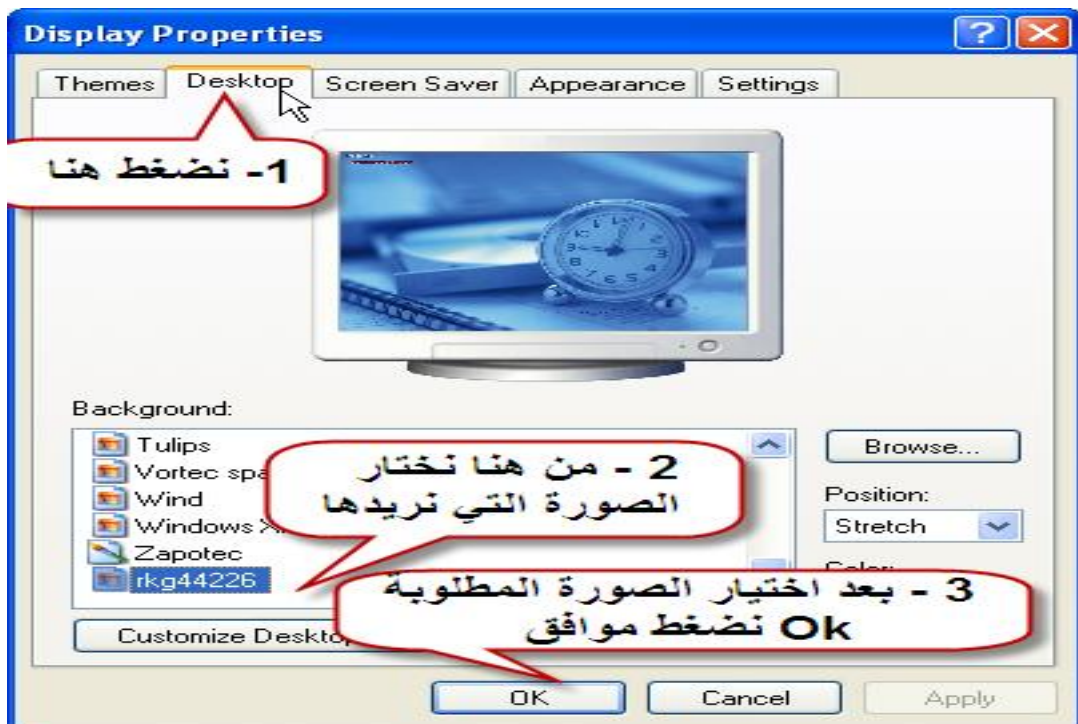 Display Properties
Themes Desktop Screen Saver Appearance Settings
1- نضغط هنا
Background:
Tulips
Vortec
Wind
Windows
Zapotec
rkg44226
2 - من هنا نختار
الصورة التي نريدها
Browse...
Position:
Stretch
Color:
3 - بعد اختيار الصورة المطلوبة
نضغط موافق Ok
Customize
OK Cancel Apply